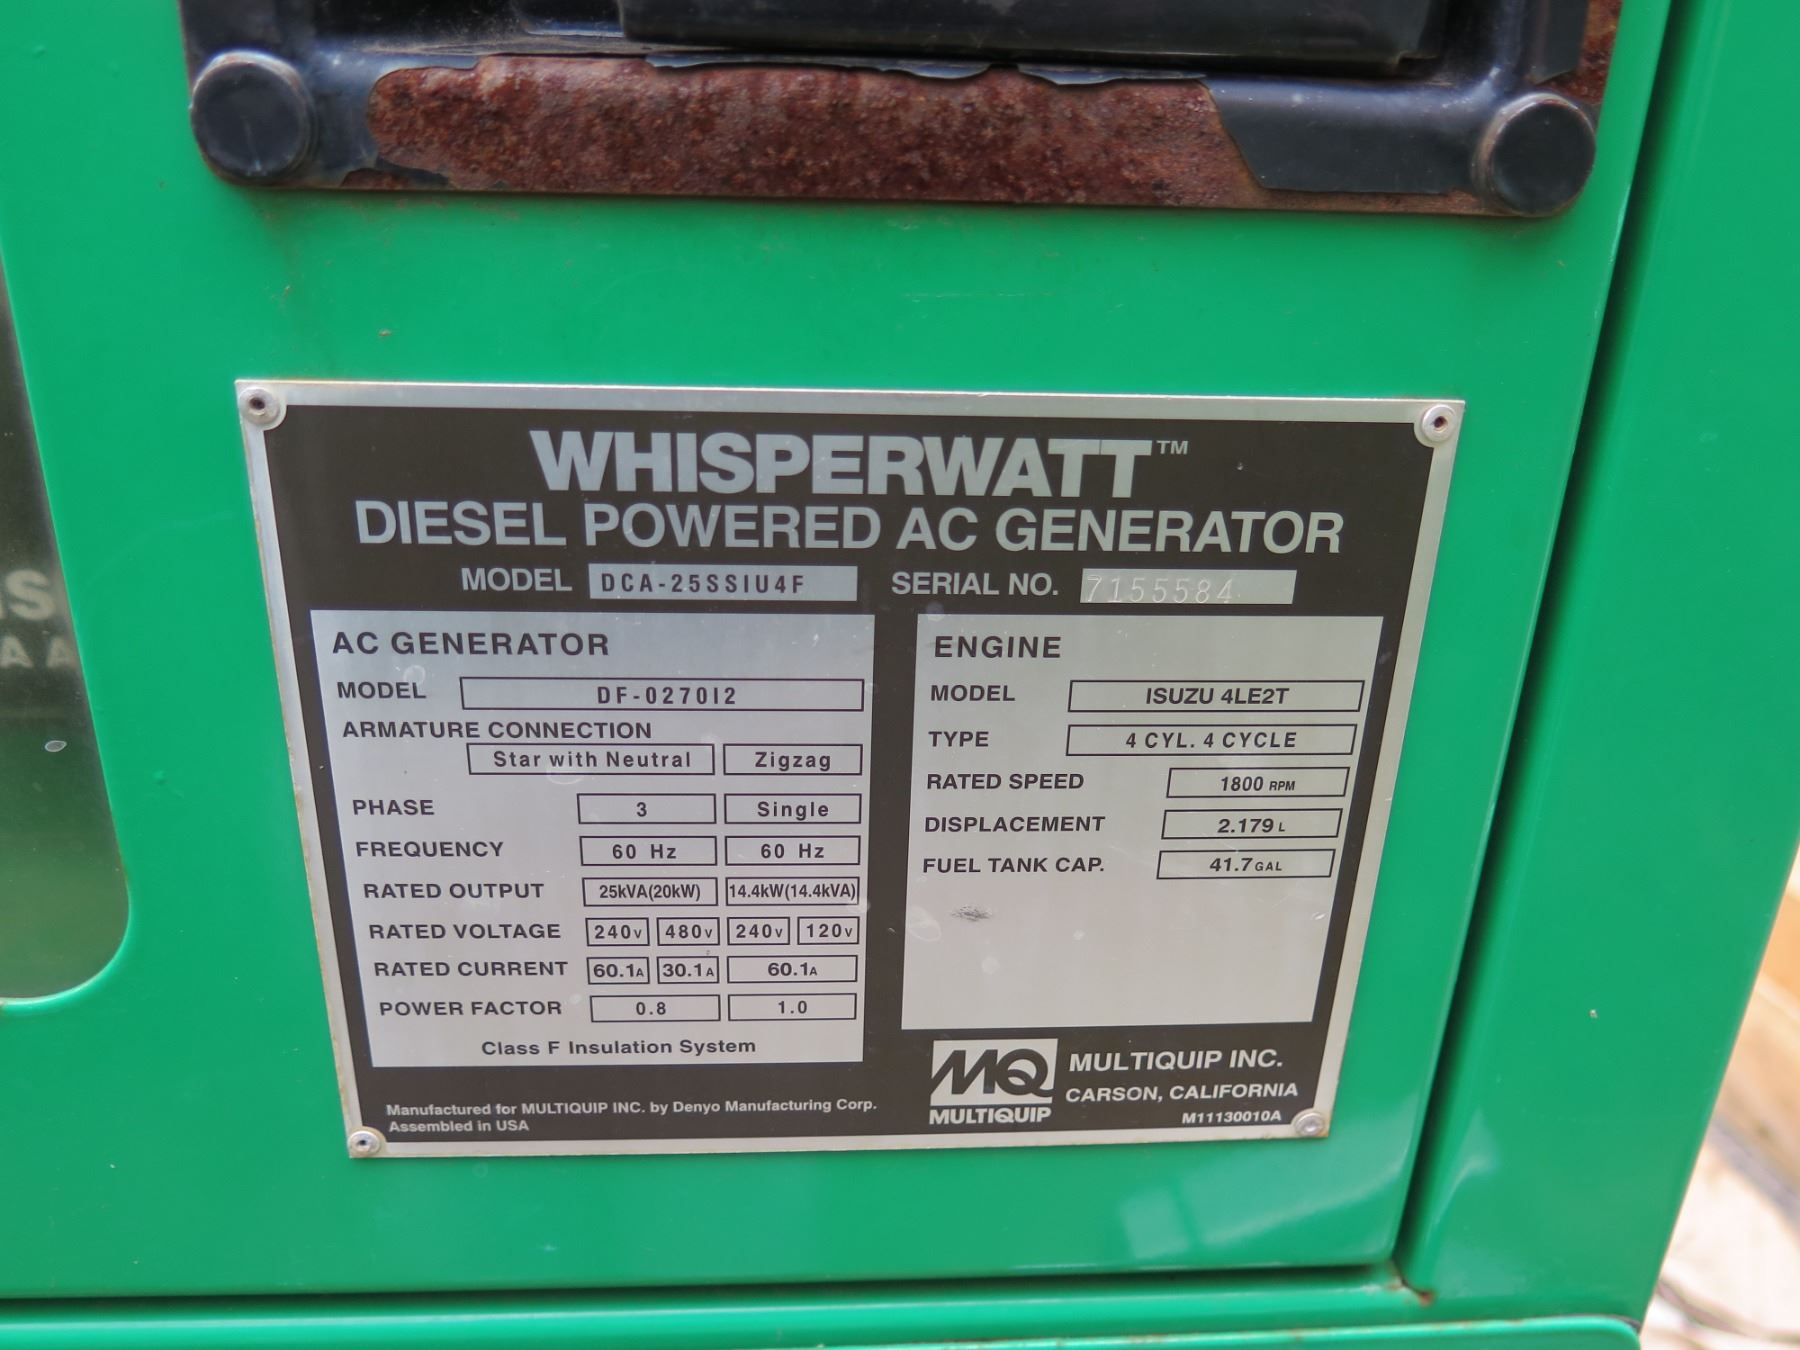 WHISPERWATT™
DIESEL POWERED AC GENERATOR
MODEL DCA-25SSIU4F SERIAL NO. 7155584
AC GENERATOR
MODEL DF-0270I2
ARMATURE CONNECTION
Star with Neutral Zigzag
PHASE 3 Single
FREQUENCY 60 Hz 60 Hz
RATED OUTPUT 25kVA(20kW) 14.4kW(14.4kVA)
RATED VOLTAGE 240V 480V 240V 120V
RATED CURRENT 60.1A 30.1A 60.1A
POWER FACTOR 0.8 1.0
Class F Insulation System
ENGINE
MODEL ISUZU 4LE2T
TYPE 4 CYL. 4 CYCLE
RATED SPEED 1800 RPM
DISPLACEMENT 2.179 L
FUEL TANK CAP. 41.7 GAL
Manufactured for MULTIQUIP INC. by Denyo Manufacturing Corp.
Assembled in USA
MQ
MULTIQUIP
MULTIQUIP INC.
CARSON, CALIFORNIA
M11130010A